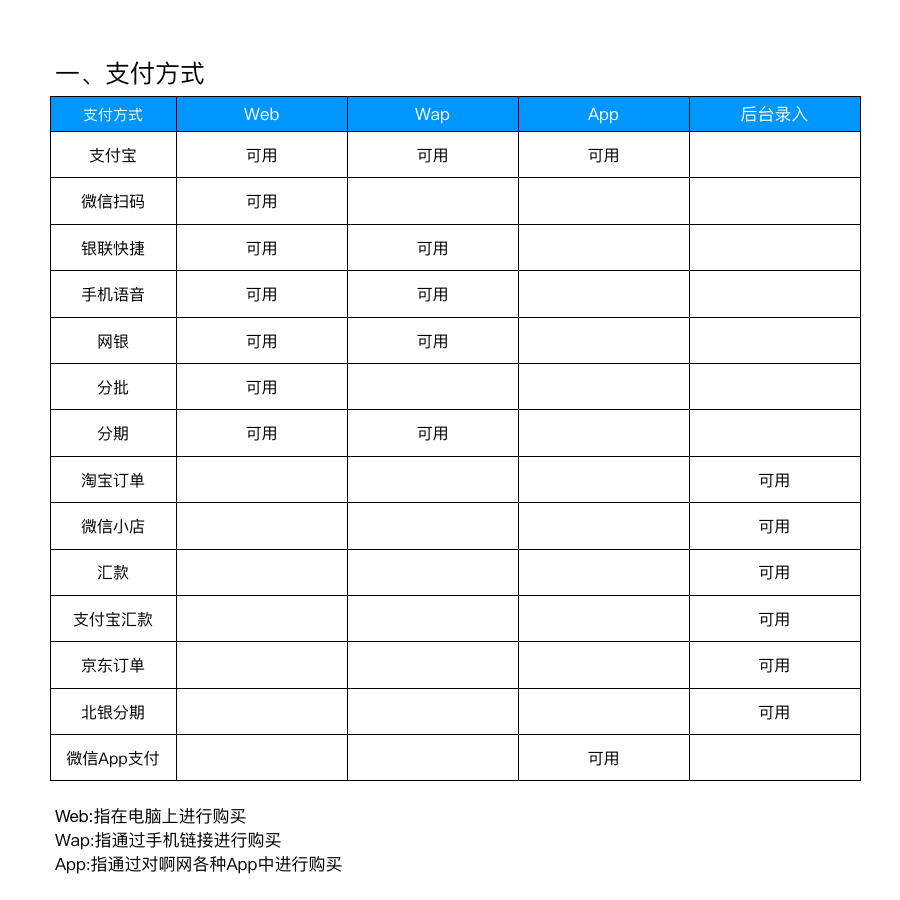 一、支付方式
支付方式 Web Wap App 后台录入
支付宝 可用 可用 可用
微信扫码 可用
银联快捷 可用 可用
手机语音 可用 可用
网银 可用 可用
分批 可用
分期 可用 可用
淘宝订单 可用
微信小店 可用
汇款 可用
支付宝汇款 可用
京东订单 可用
北银分期 可用
微信App支付 可用
Web:指在电脑上进行购买
Wap:指通过手机链接进行购买
App:指通过对啊网各种App中进行购买